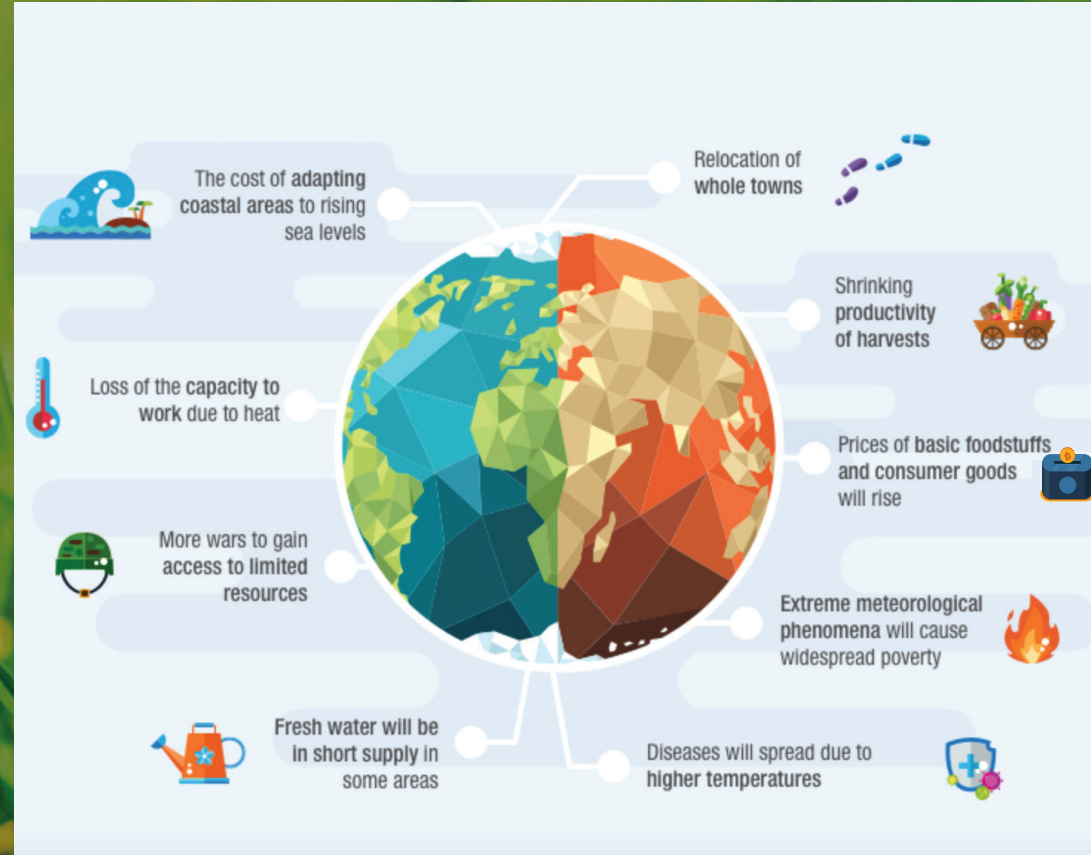 The cost of adapting
coastal areas to rising
sea levels
Relocation of
whole towns
Shrinking
productivity
of harvests
Loss of the capacity to
work due to heat
Prices of basic foodstuffs
and consumer goods
will rise
More wars to gain
access to limited
resources
Extreme meteorological
phenomena will cause
widespread poverty
Fresh water will be
in short supply in
some areas
Diseases will spread due to
higher temperatures